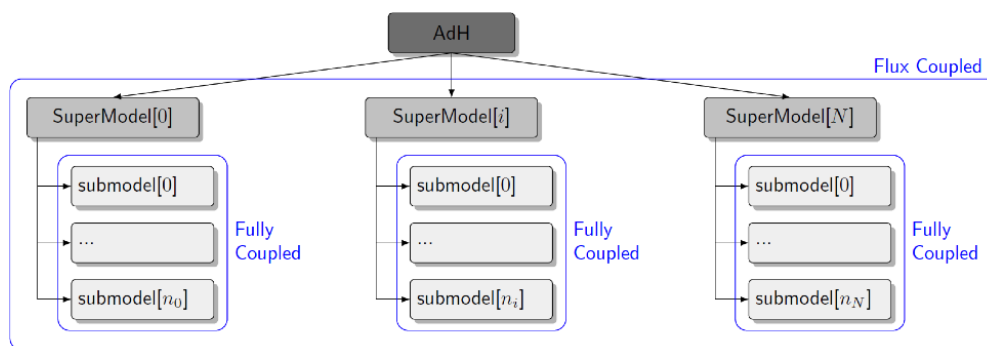 AdH
Flux Coupled
SuperModel[0]
SuperModel[i]
SuperModel[N]
submodel[0]
...
submodel[n₀]
Fully
Coupled
submodel[0]
...
submodel[nᵢ]
Fully
Coupled
submodel[0]
...
submodel[n_N]
Fully
Coupled